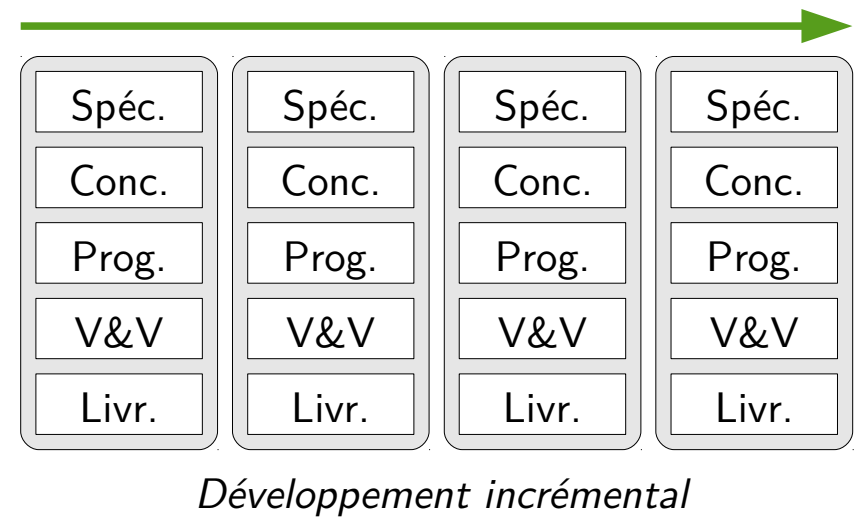 Spéc. Spéc. Spéc. Spéc.
Conc. Conc. Conc. Conc.
Prog. Prog. Prog. Prog.
V&V V&V V&V V&V
Livr. Livr. Livr. Livr.
Développement incrémental